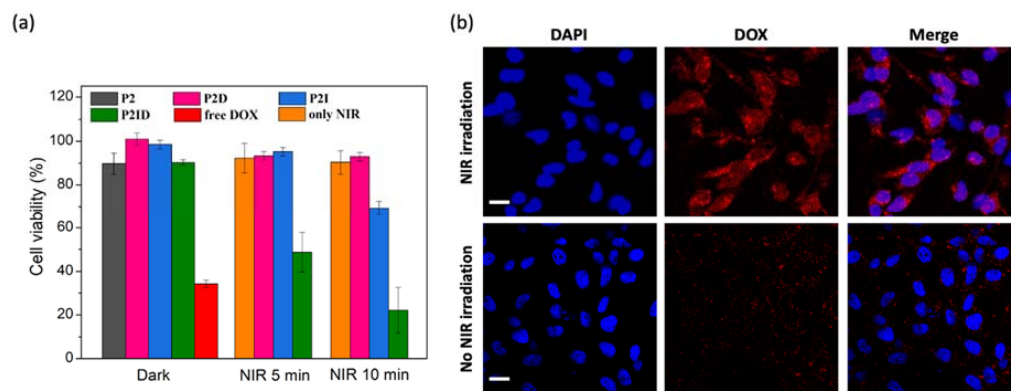 (a)
P2 P2D P2I
P2ID free DOX only NIR
Cell viability (%)
120
100
80
60
40
20
0
Dark NIR 5 min NIR 10 min
(b)
DAPI DOX Merge
NIR irradiation
No NIR irradiation